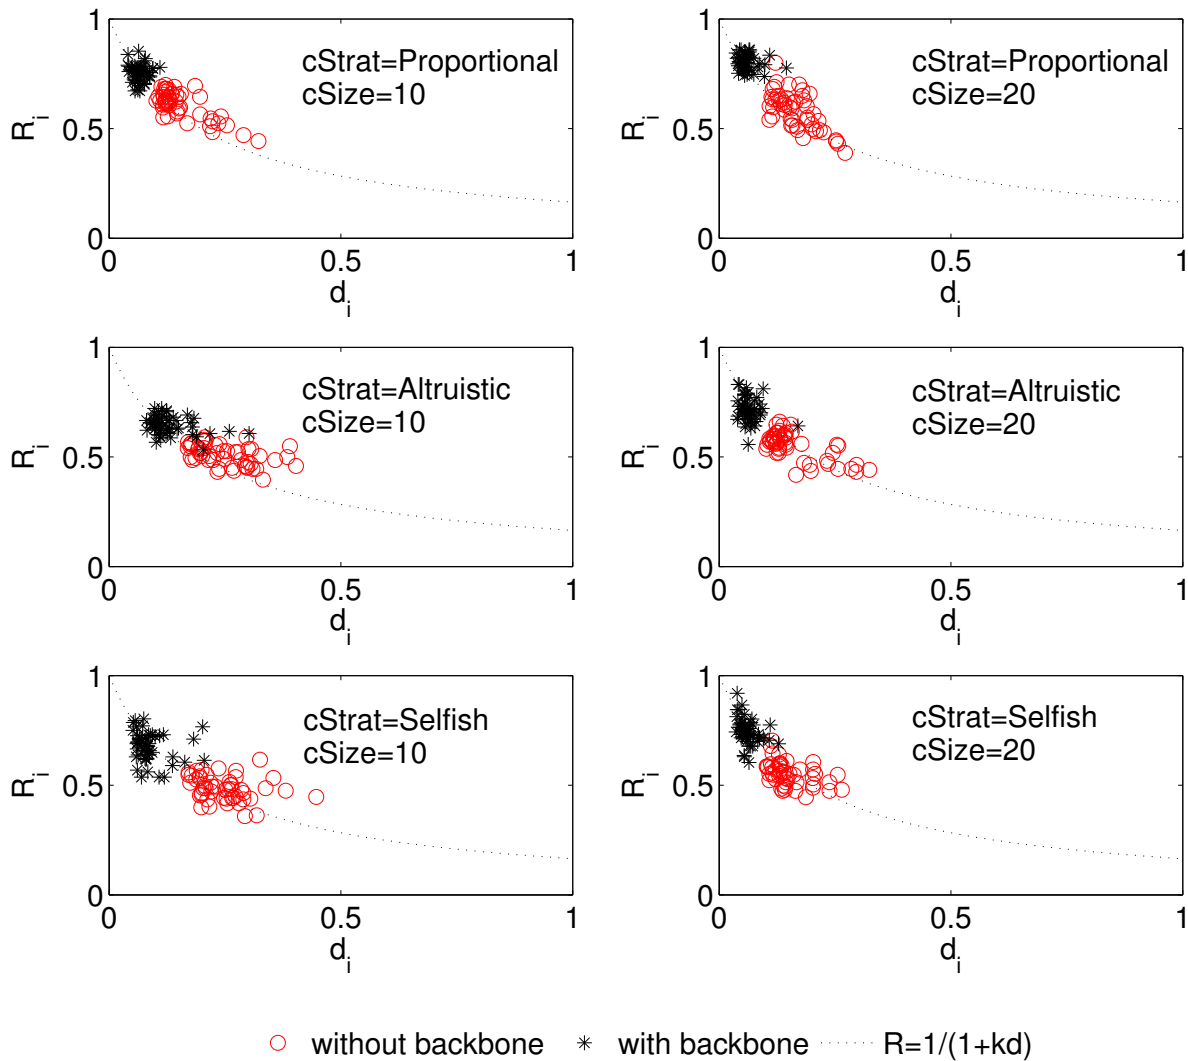 1
0.5
0
R_i
cStrat=Proportional
cSize=10
0 0.5 1
d_i
1
0.5
0
R_i
cStrat=Proportional
cSize=20
0 0.5 1
d_i
1
0.5
0
R_i
cStrat=Altruistic
cSize=10
0 0.5 1
d_i
1
0.5
0
R_i
cStrat=Altruistic
cSize=20
0 0.5 1
d_i
1
0.5
0
R_i
cStrat=Selfish
cSize=10
0 0.5 1
d_i
1
0.5
0
R_i
cStrat=Selfish
cSize=20
0 0.5 1
d_i
without backbone with backbone R=1/(1+kd)